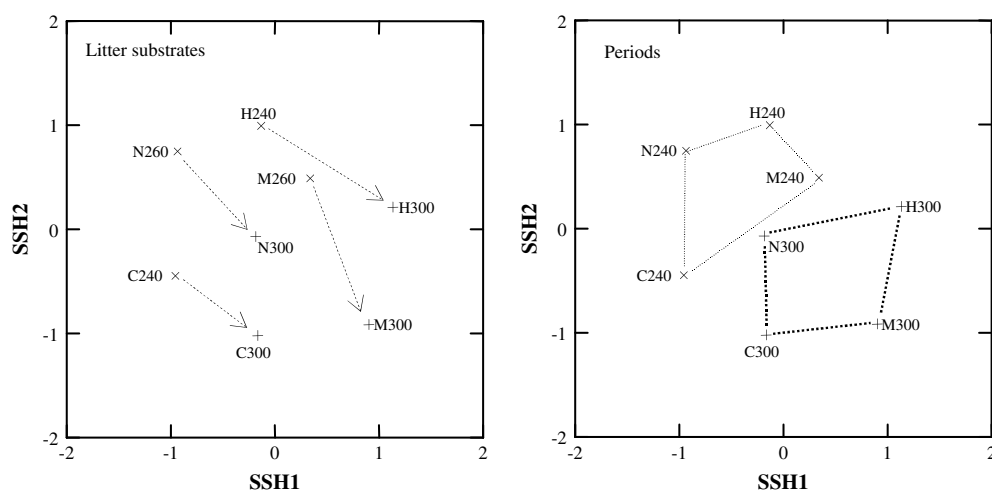 2
Litter substrates
H240
1
N260
M260
H300
SSH2
0
N300
C240
M300
-1
C300
-2
-2
-1
0
1
2
SSH1
2
Periods
H240
1
N240
M240
H300
SSH2
0
N300
C240
M300
-1
C300
-2
-2
-1
0
1
2
SSH1